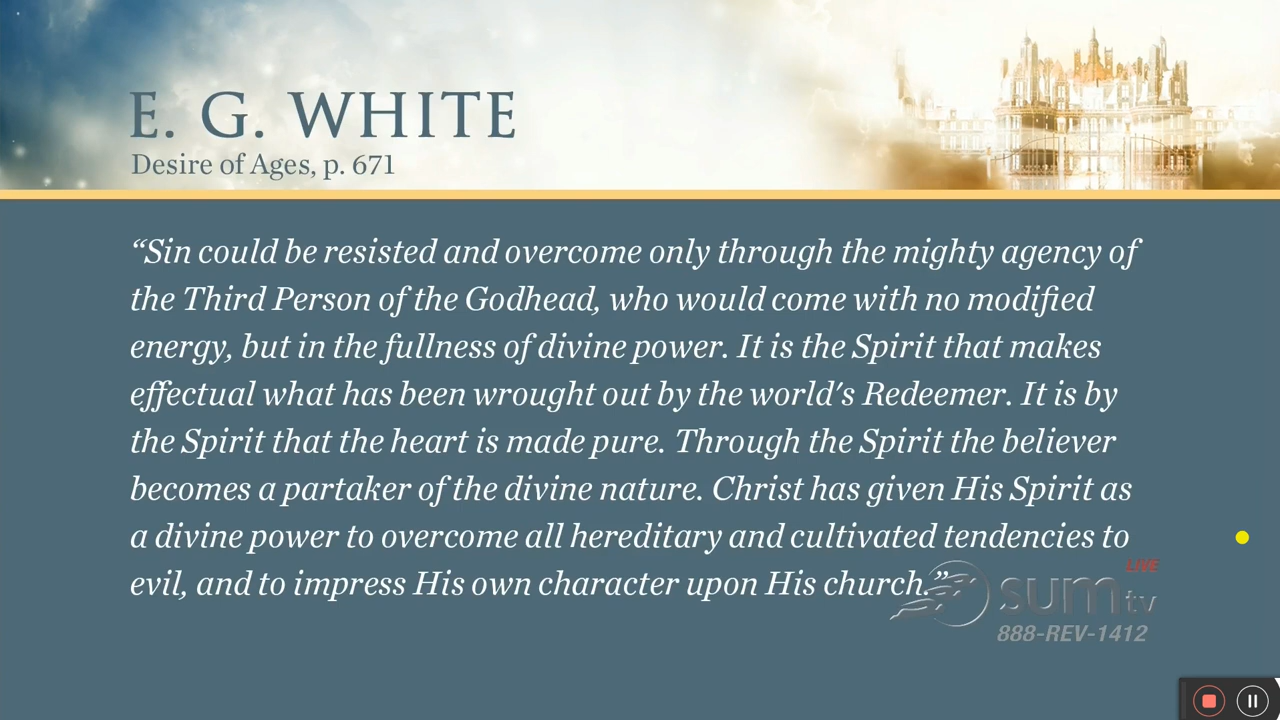 E. G. WHITE
Desire of Ages, p. 671
“Sin could be resisted and overcome only through the mighty agency of
the Third Person of the Godhead, who would come with no modified
energy, but in the fullness of divine power. It is the Spirit that makes
effectual what has been wrought out by the world's Redeemer. It is by
the Spirit that the heart is made pure. Through the Spirit the believer
becomes a partaker of the divine nature. Christ has given His Spirit as
a divine power to overcome all hereditary and cultivated tendencies to
evil, and to impress His own character upon His church.”
LIVE
sumtv
888-REV-1412